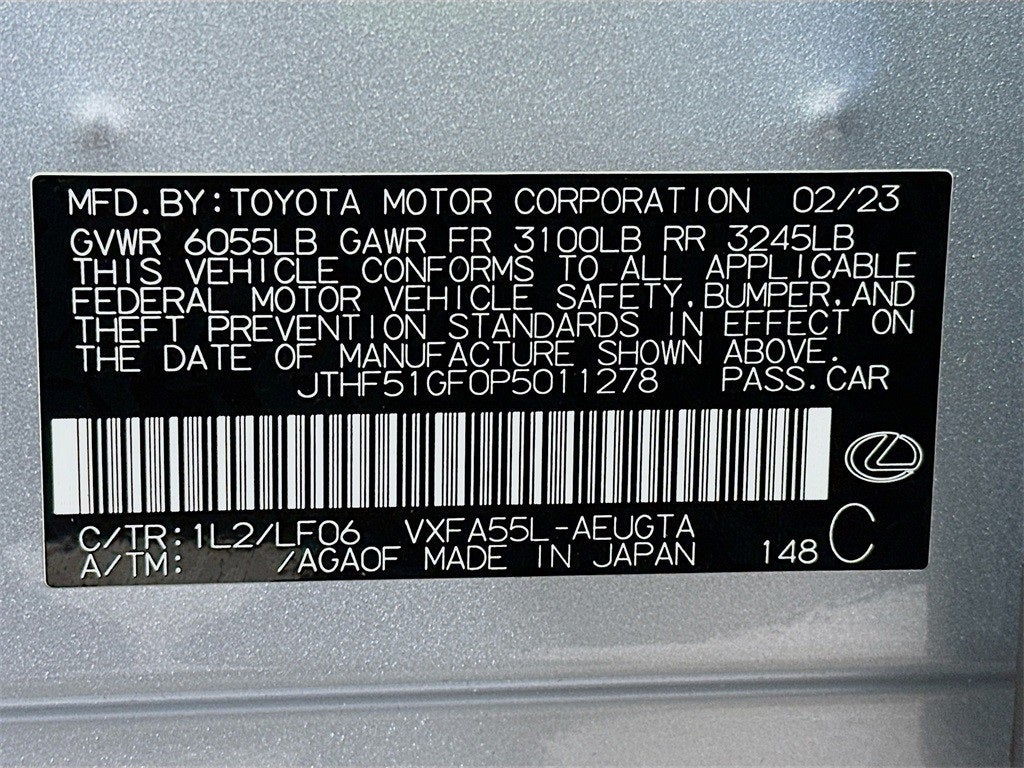 MFD.BY:TOYOTA MOTOR CORPORATION 02/23
GVWR 6055LB GAWR FR 3100LB RR 3245LB
THIS VEHICLE CONFORMS TO ALL APPLICABLE
FEDERAL MOTOR VEHICLE SAFETY,BUMPER,AND
THEFT PREVENTION STANDARDS IN EFFECT ON
THE DATE OF MANUFACTURE SHOWN ABOVE.
JTHF51GF0P5011278 PASS.CAR
C/TR:1L2/LF06 VXFA55L-AEUGTA
A/TM: /AGA0F MADE IN JAPAN 148 C